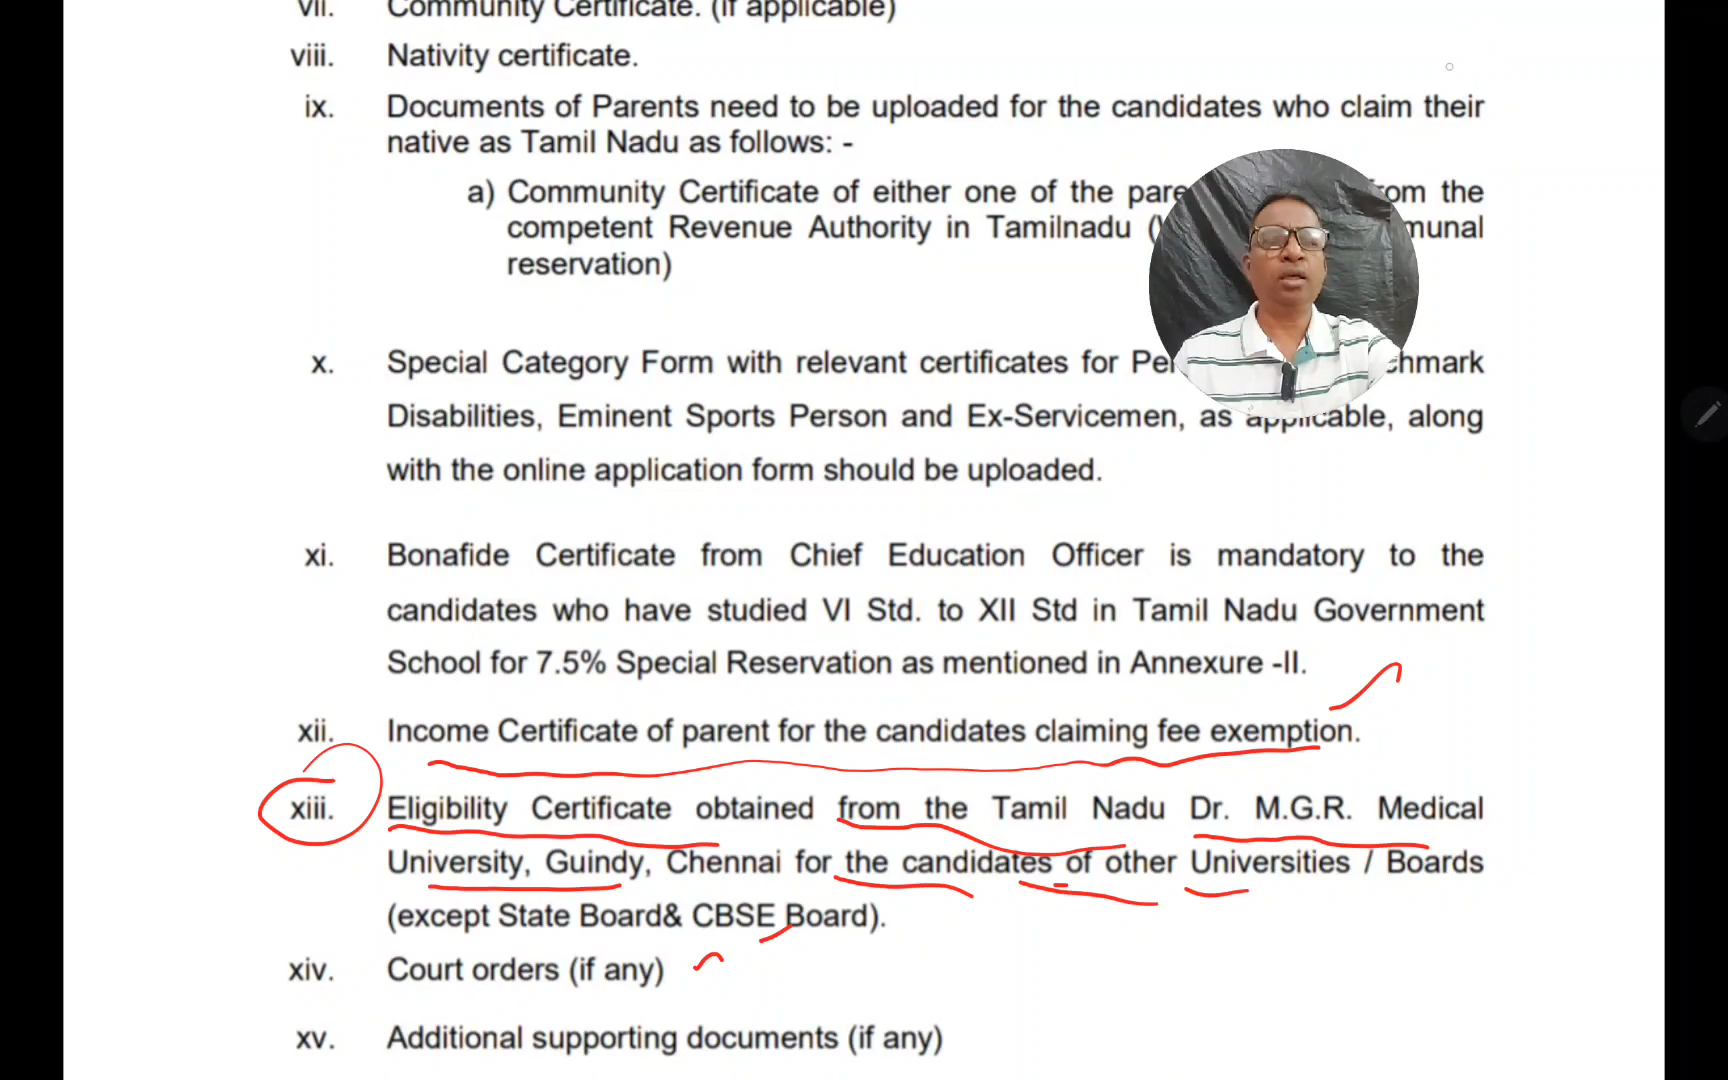 vii. Community Certificate. (if applicable)
viii. Nativity certificate.
ix. Documents of Parents need to be uploaded for the candidates who claim their
native as Tamil Nadu as follows: -
a) Community Certificate of either one of the the
competent Revenue Authority in Tamilnadu
reservation)
x. Special Category Form with relevant certificates for
Disabilities, Eminent Sports Person and Ex-Servicemen, as applicable, along
with the online application form should be uploaded.
xi. Bonafide Certificate from Chief Education Officer is mandatory to the
candidates who have studied VI Std. to XII Std in Tamil Nadu Government
School for 7.5% Special Reservation as mentioned in Annexure -II.
xii. Income Certificate of parent for the candidates claiming fee exemption.
xiii. Eligibility Certificate obtained from the Tamil Nadu Dr. M.G.R. Medical
University, Guindy, Chennai for the candidates of other Universities / Boards
(except State Board& CBSE Board).
xiv. Court orders (if any)
xv. Additional supporting documents (if any)